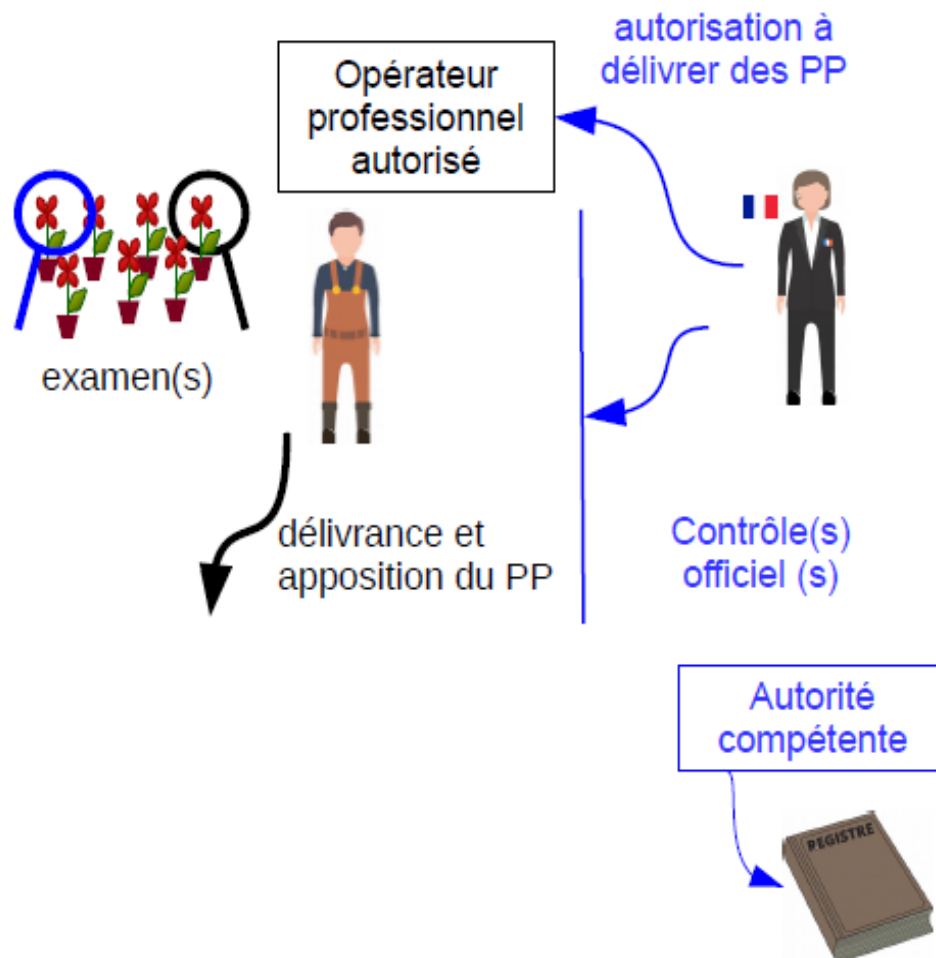 autorisation à
délivrer des PP
Opérateur
professionnel
autorisé
examen(s)
délivrance et
apposition du PP
Contrôle(s)
officiel (s)
Autorité
compétente
REGISTRE